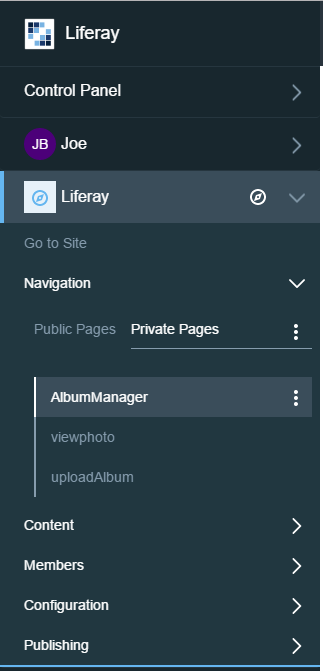 Liferay
Control Panel
JB Joe
Liferay
Go to Site
Navigation
Public Pages Private Pages
AlbumManager
viewphoto
uploadAlbum
Content
Members
Configuration
Publishing